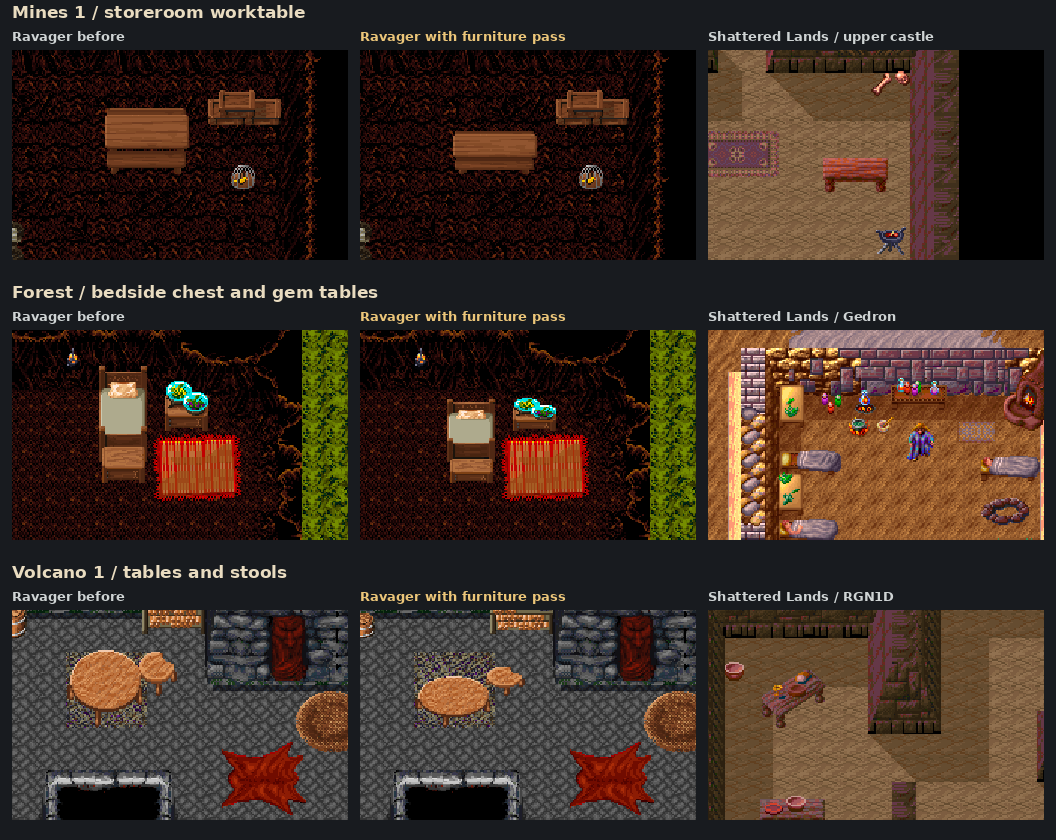 Mines 1 / storeroom worktable
Ravager before
Ravager with furniture pass
Shattered Lands / upper castle
Forest / bedside chest and gem tables
Ravager before
Ravager with furniture pass
Shattered Lands / Gedron
Volcano 1 / tables and stools
Ravager before
Ravager with furniture pass
Shattered Lands / RGN1D